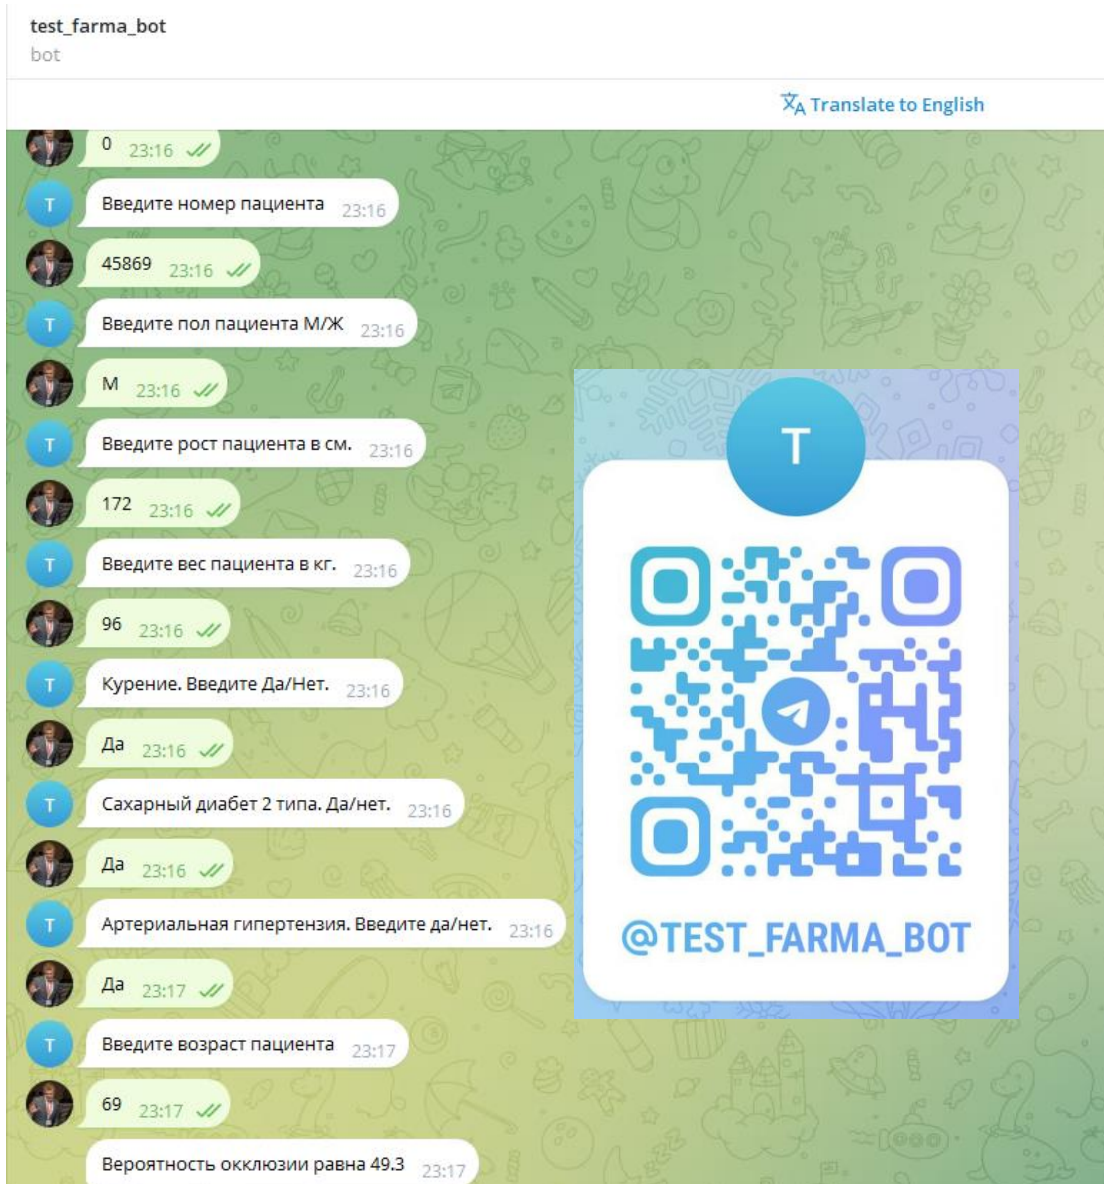 test_farma_bot
bot
Translate to English
0 23:16
Введите номер пациента 23:16
45869 23:16
Введите пол пациента М/Ж 23:16
М 23:16
Введите рост пациента в см. 23:16
172 23:16
Введите вес пациента в кг. 23:16
96 23:16
Курение. Введите Да/Нет. 23:16
Да 23:16
Сахарный диабет 2 типа. Да/нет. 23:16
Да 23:16
Артериальная гипертензия. Введите да/нет. 23:16
Да 23:17
Введите возраст пациента 23:17
69 23:17
Вероятность окклюзии равна 49.3 23:17
T
@TEST_FARMA_BOT